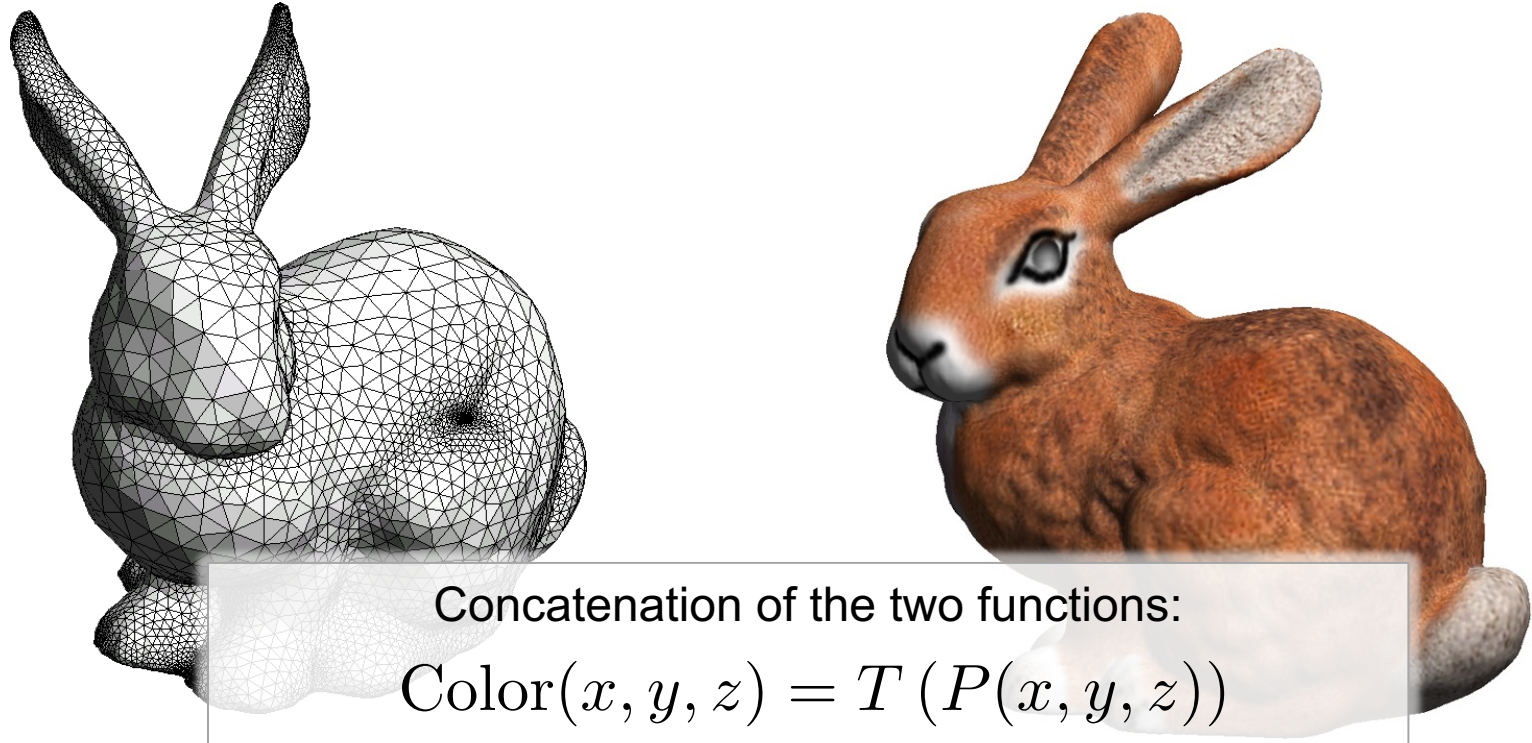 Concatenation of the two functions:
Color(x, y, z) = T (P(x, y, z))